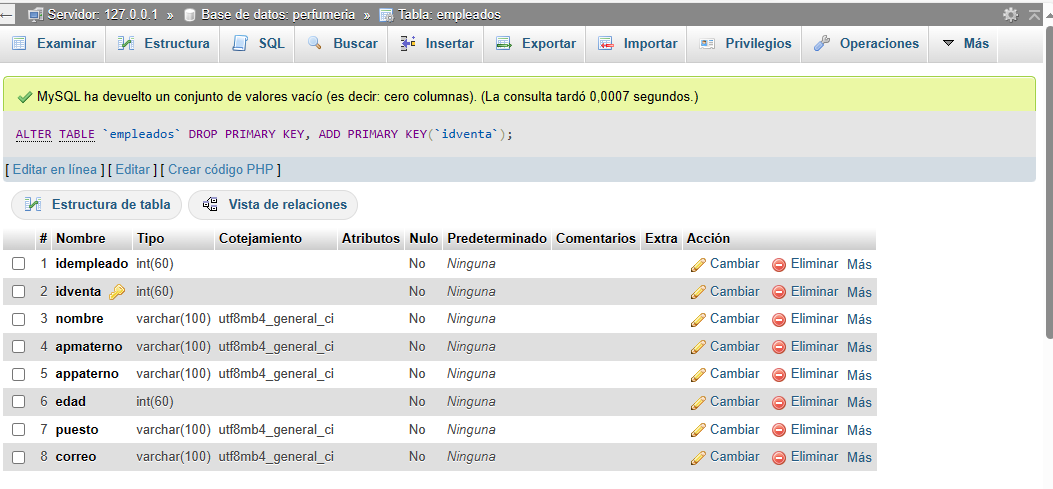 Servidor: 127.0.0.1 » Base de datos: perfumeria » Tabla: empleados
Examinar Estructura SQL Buscar Insertar Exportar Importar Privilegios Operaciones Más
MySQL ha devuelto un conjunto de valores vacío (es decir: cero columnas). (La consulta tardó 0,0007 segundos.)
ALTER TABLE `empleados` DROP PRIMARY KEY, ADD PRIMARY KEY(`idventa`);
[ Editar en línea ] [ Editar ] [ Crear código PHP ]
Estructura de tabla Vista de relaciones
# Nombre Tipo Cotejamiento Atributos Nulo Predeterminado Comentarios Extra Acción
1 idempleado int(60) No Ninguna Cambiar Eliminar Más
2 idventa int(60) No Ninguna Cambiar Eliminar Más
3 nombre varchar(100) utf8mb4_general_ci No Ninguna Cambiar Eliminar Más
4 apmaterno varchar(100) utf8mb4_general_ci No Ninguna Cambiar Eliminar Más
5 appaterno varchar(100) utf8mb4_general_ci No Ninguna Cambiar Eliminar Más
6 edad int(60) No Ninguna Cambiar Eliminar Más
7 puesto varchar(100) utf8mb4_general_ci No Ninguna Cambiar Eliminar Más
8 correo varchar(100) utf8mb4_general_ci No Ninguna Cambiar Eliminar Más